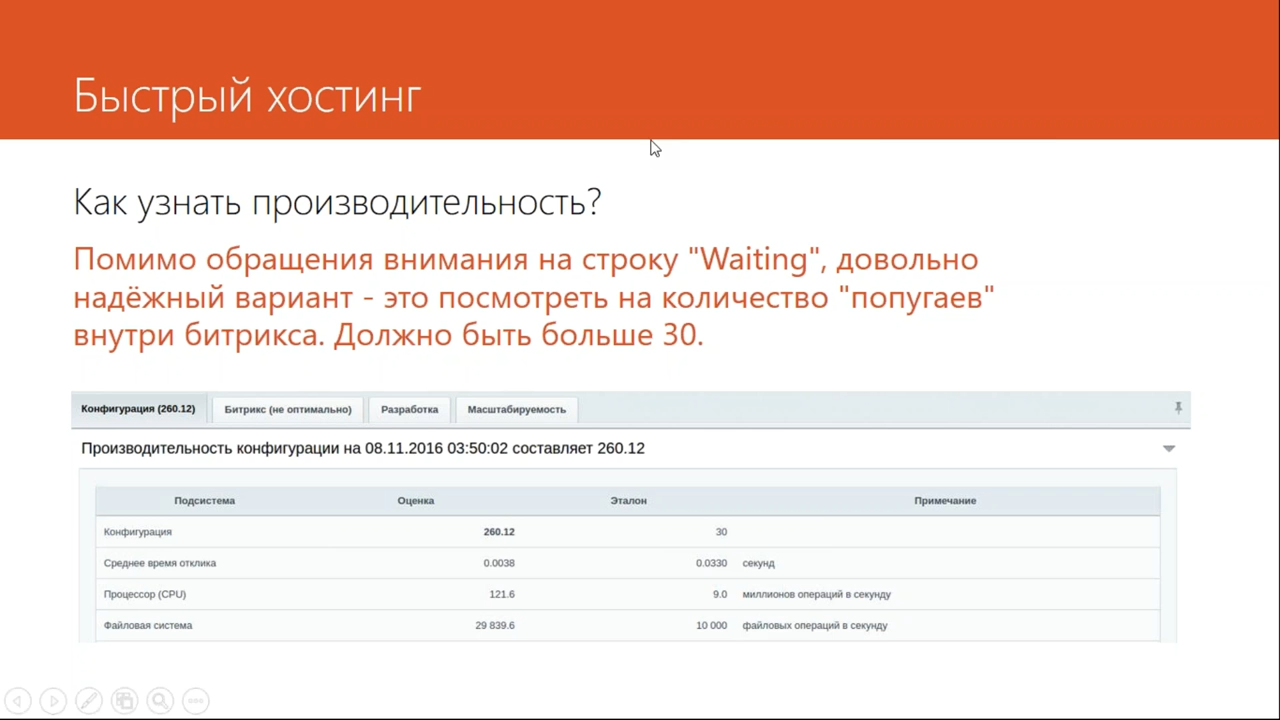 Быстрый хостинг
Как узнать производительность?
Помимо обращения внимания на строку "Waiting", довольно
надёжный вариант - это посмотреть на количество "попугаев"
внутри битрикса. Должно быть больше 30.
Конфигурация (260.12) Битрикс (не оптимально) Разработка Масштабируемость
Производительность конфигурации на 08.11.2016 03:50:02 составляет 260.12
Подсистема Оценка Эталон Примечание
Конфигурация 260.12 30
Среднее время отклика 0.0038 0.0330 секунд
Процессор (CPU) 121.6 9.0 миллионов операций в секунду
Файловая система 29 839.6 10 000 файловых операций в секунду